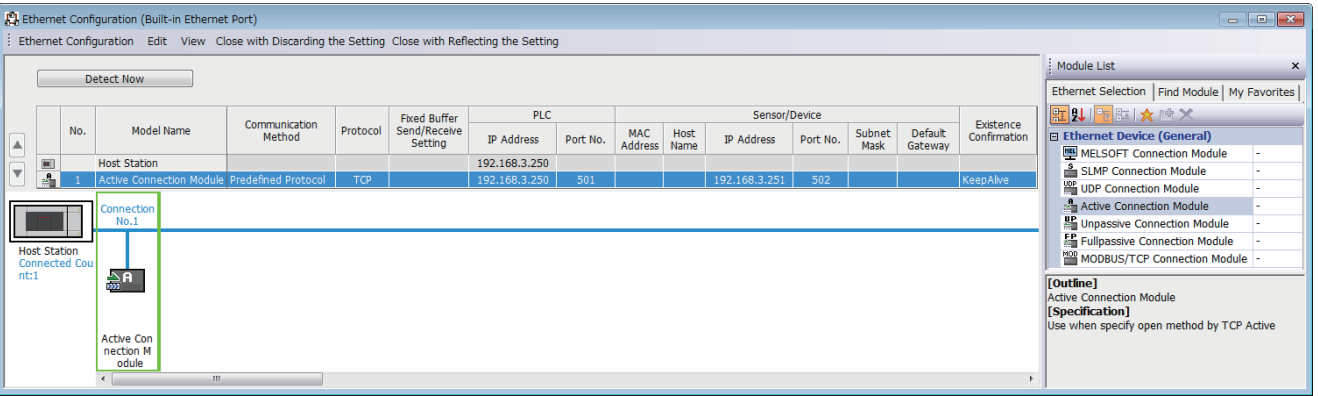 Ethernet Configuration (Built-in Ethernet Port)
Ethernet Configuration Edit View Close with Discarding the Setting Close with Reflecting the Setting
Detect Now
No. Model Name Communication Method Protocol Fixed Buffer Send/Receive Setting PLC Sensor/Device Existence Confirmation
IP Address Port No. MAC Address Host Name IP Address Port No. Subnet Mask Default Gateway
Host Station 192.168.3.250
1 Active Connection Module Predefined Protocol TCP 192.168.3.250 501 192.168.3.251 502 KeepAlive
Connection
No.1
Host Station
Connected Cou
nt:1
A
Active Con
nection M
odule
Module List x
Ethernet Selection Find Module My Favorites
Ethernet Device (General)
MELSOFT Connection Module -
SLMP Connection Module -
UDP Connection Module -
Active Connection Module -
Unpassive Connection Module -
Fullpassive Connection Module -
MODBUS/TCP Connection Module -
[Outline]
Active Connection Module
[Specification]
Use when specify open method by TCP Active